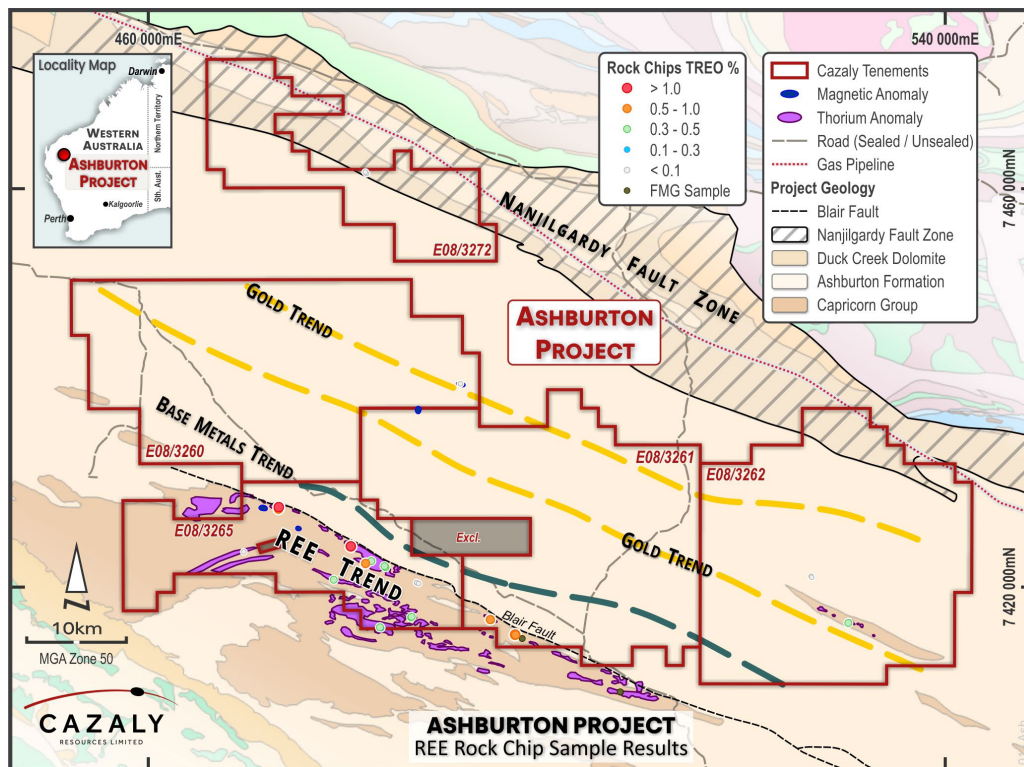 460 000mE
540 000mE
Locality Map
Darwin
WESTERN
AUSTRALIA
Northern Territory
ASHBURTON
PROJECT
Sth. Aust.
Kalgoorlie
Perth
Rock Chips TREO %
> 1.0
0.5 - 1.0
0.3 - 0.5
0.1 - 0.3
< 0.1
FMG Sample
Cazaly Tenements
Magnetic Anomaly
Thorium Anomaly
Road (Sealed / Unsealed)
Gas Pipeline
Project Geology
Blair Fault
Nanjilgardy Fault Zone
Duck Creek Dolomite
Ashburton Formation
Capricorn Group
7 460 000mN
NANJILGARDY FAULT ZONE
E08/3272
GOLD TREND
ASHBURTON
PROJECT
BASE METALS TREND
E08/3260
E08/3261
E08/3262
E08/3265
Excl.
REE TREND
GOLD TREND
Blair Fault
7 420 000mN
N
10km
MGA Zone 50
CAZALY
RESOURCES LIMITED
ASHBURTON PROJECT
REE Rock Chip Sample Results